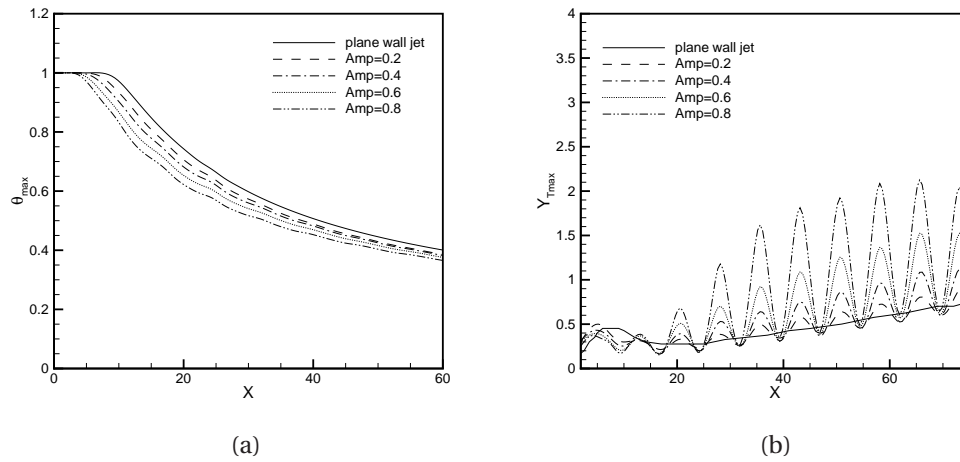 1.2
1
0.8
0.6
0.4
0.2
0
0 20 40 60
X
θmax
plane wall jet
Amp=0.2
Amp=0.4
Amp=0.6
Amp=0.8
(a)
4
3.5
3
2.5
2
1.5
1
0.5
0
20 40 60
X
YTmax
plane wall jet
Amp=0.2
Amp=0.4
Amp=0.6
Amp=0.8
(b)